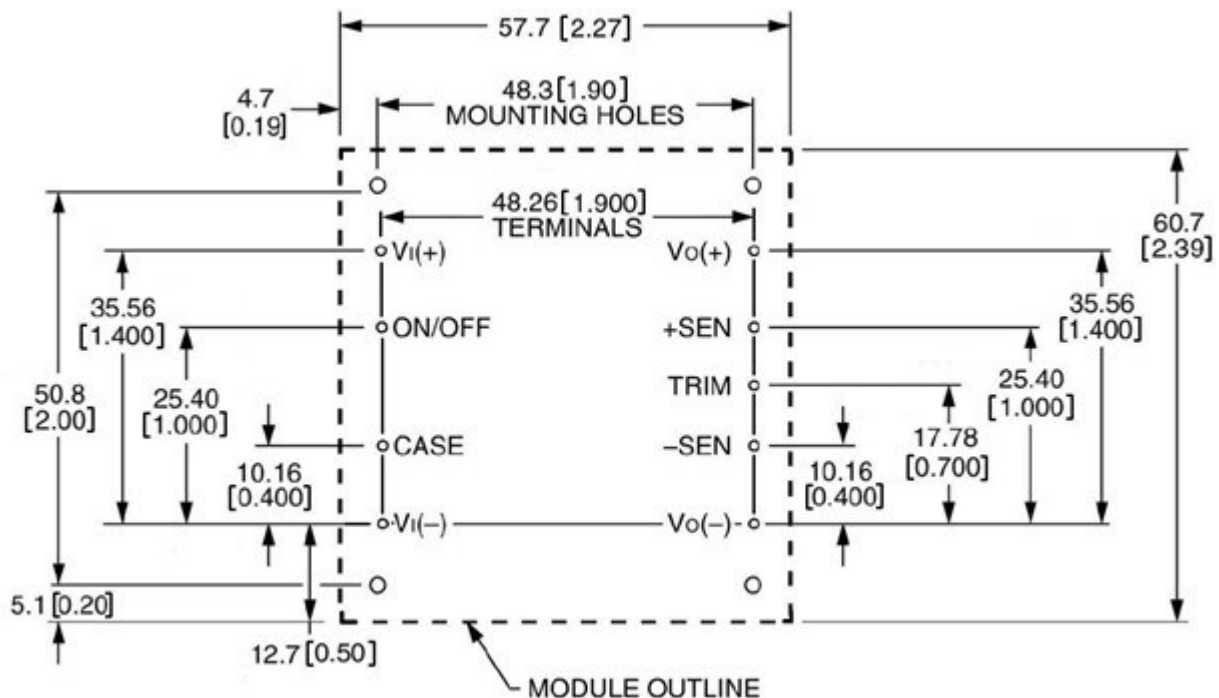 57.7 [2.27]
4.7
[0.19]
48.3[1.90]
MOUNTING HOLES
48.26[1.900]
TERMINALS
60.7
[2.39]
VI(+)
VO(+)
35.56
[1.400]
35.56
[1.400]
ON/OFF
+SEN
50.8
[2.00]
25.40
[1.000]
TRIM
25.40
[1.000]
CASE
–SEN
17.78
[0.700]
10.16
[0.400]
10.16
[0.400]
VI(–)
VO(–)
5.1[0.20]
12.7[0.50]
MODULE OUTLINE